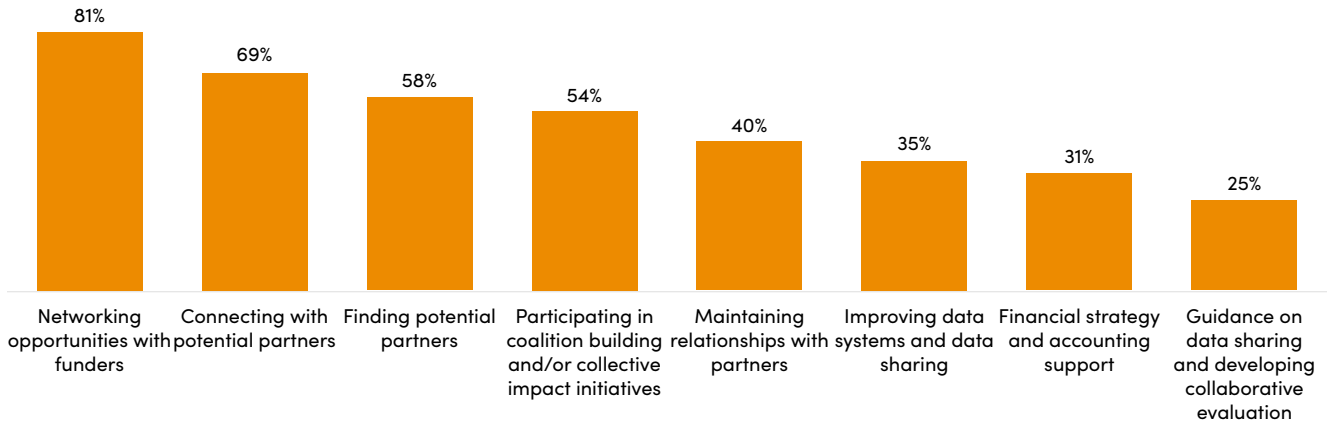 81%
69%
58%
54%
40%
35%
31%
25%
Networking
opportunities with
funders
Connecting with
potential partners
Finding potential
partners
Participating in
coalition building
and/or collective
impact initiatives
Maintaining
relationships with
partners
Improving data
systems and data
sharing
Financial strategy
and accounting
support
Guidance on
data sharing
and developing
collaborative
evaluation